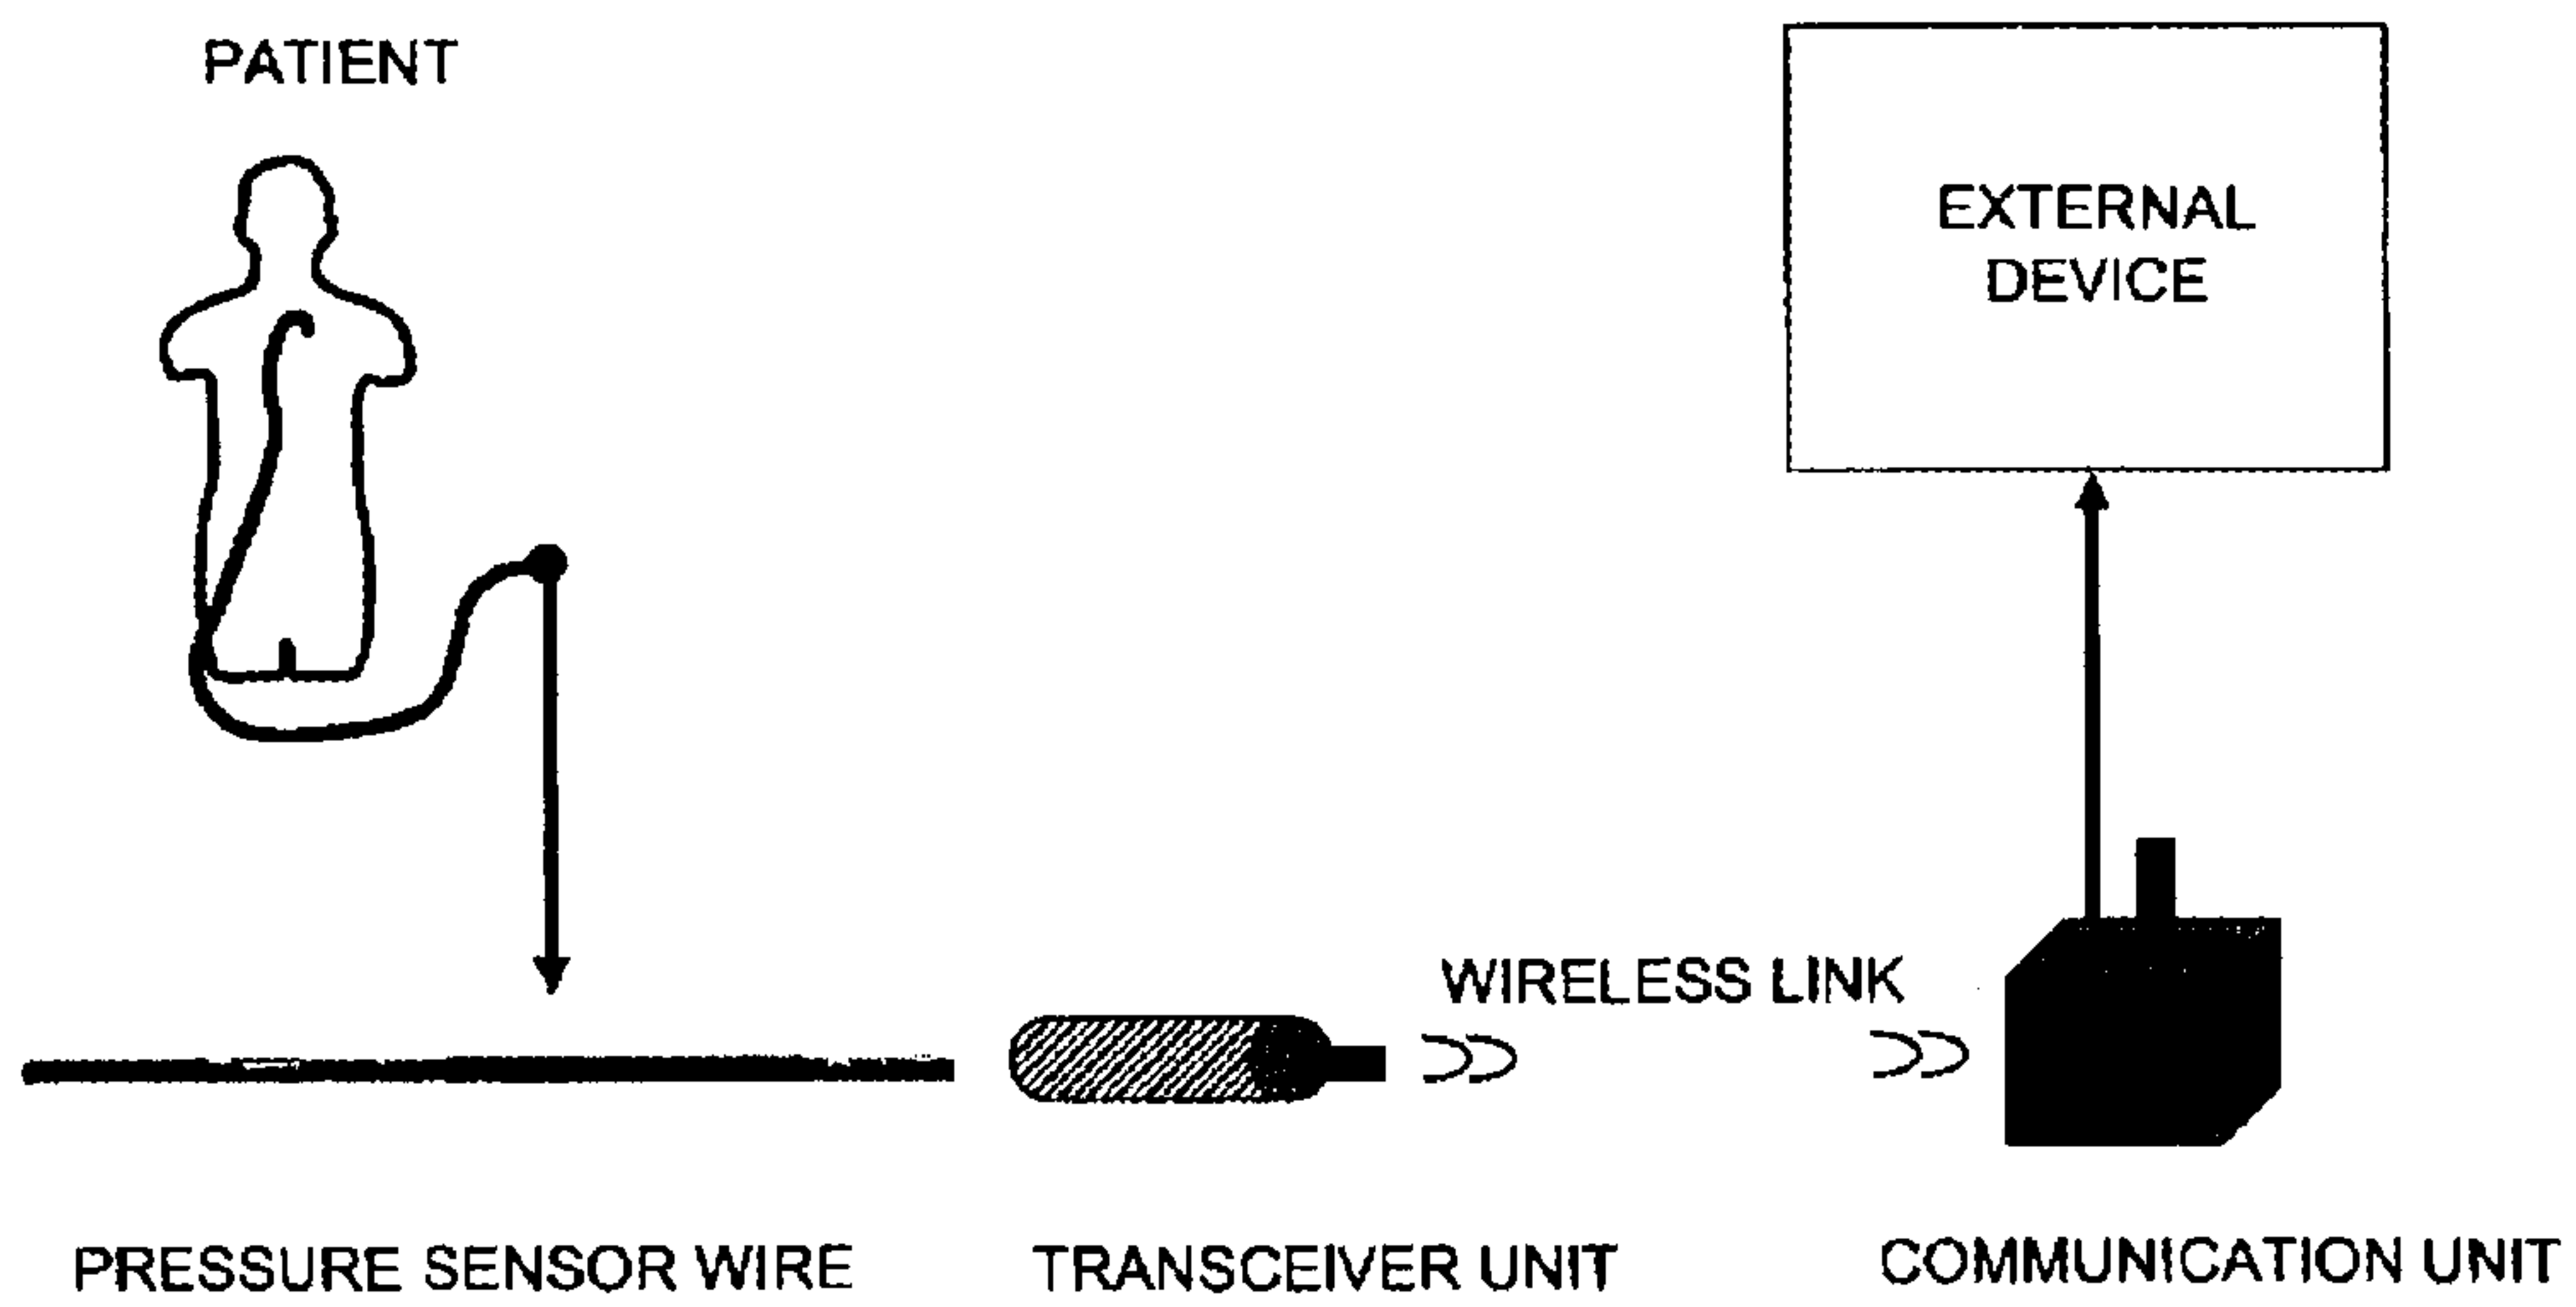 PATIENT
EXTERNAL
DEVICE
WIRELESS LINK
PRESSURE SENSOR WIRE
TRANSCEIVER UNIT
COMMUNICATION UNIT